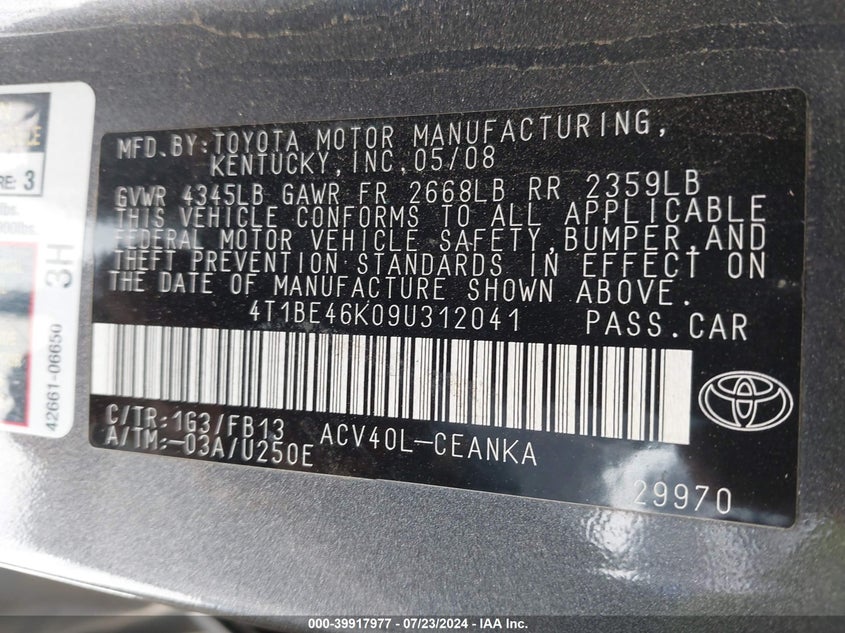 MFD.BY:TOYOTA MOTOR MANUFACTURING,
KENTUCKY,INC.05/08
GVWR 4345LB GAWR FR 2668LB RR 2359LB
THIS VEHICLE CONFORMS TO ALL APPLICABLE
FEDERAL MOTOR VEHICLE SAFETY,BUMPER,AND
THEFT PREVENTION STANDARDS IN EFFECT ON
THE DATE OF MANUFACTURE SHOWN ABOVE.
4T1BE46K09U312041 PASS.CAR
C/TR:1G3/FB13 ACV40L-CEANKA
A/TM:-03A/U250E
29970
RE: 3
lbs.
3H
42661-06650
000-39917977 - 07/23/2024 - IAA Inc.